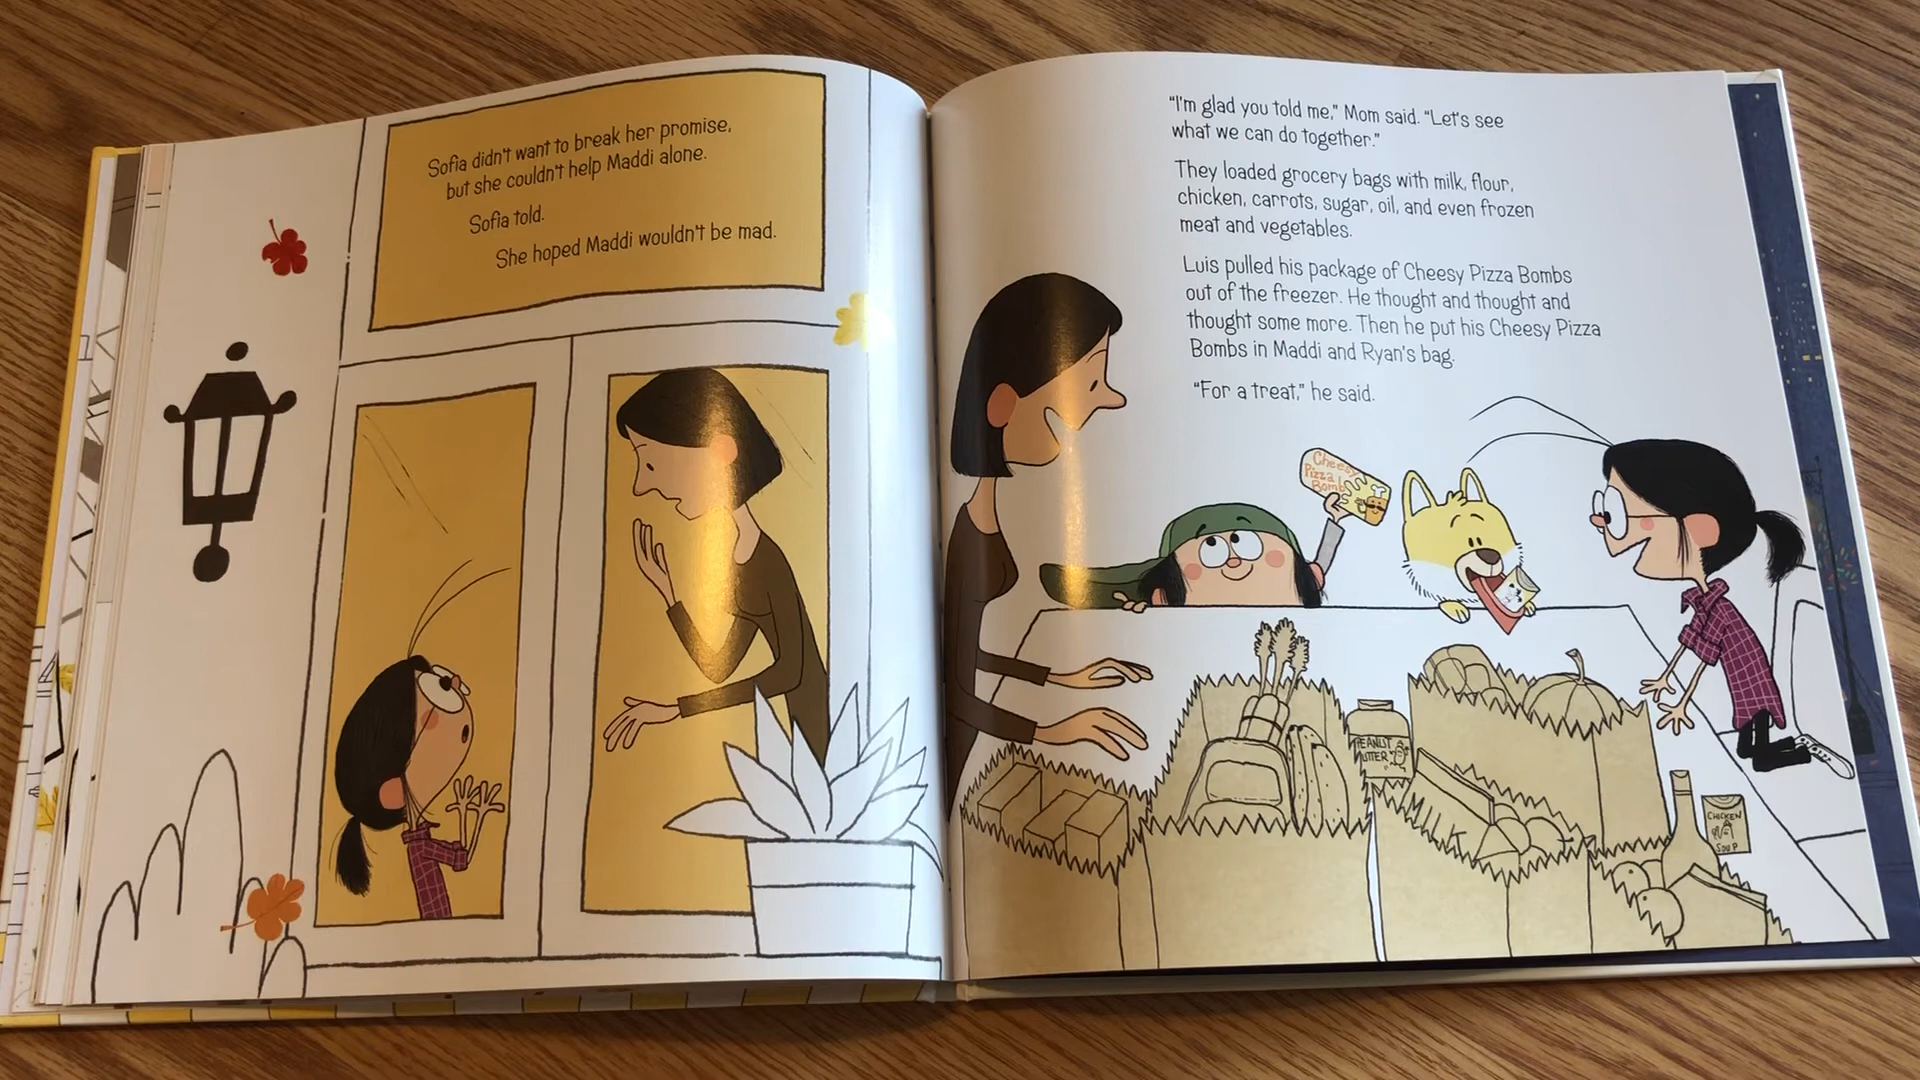 Sofia didn't want to break her promise,
but she couldn't help Maddi alone.
Sofia told.
She hoped Maddi wouldn't be mad.
"I'm glad you told me," Mom said. "Let's see
what we can do together."
They loaded grocery bags with milk, flour,
chicken, carrots, sugar, oil, and even frozen
meat and vegetables.
Luis pulled his package of Cheesy Pizza Bombs
out of the freezer. He thought and thought and
thought some more. Then he put his Cheesy Pizza
Bombs in Maddi and Ryan's bag.
"For a treat," he said.
Cheesy
Pizza
Bomb
PEANUT
UTTER
MILK
CHICKEN
SOUP